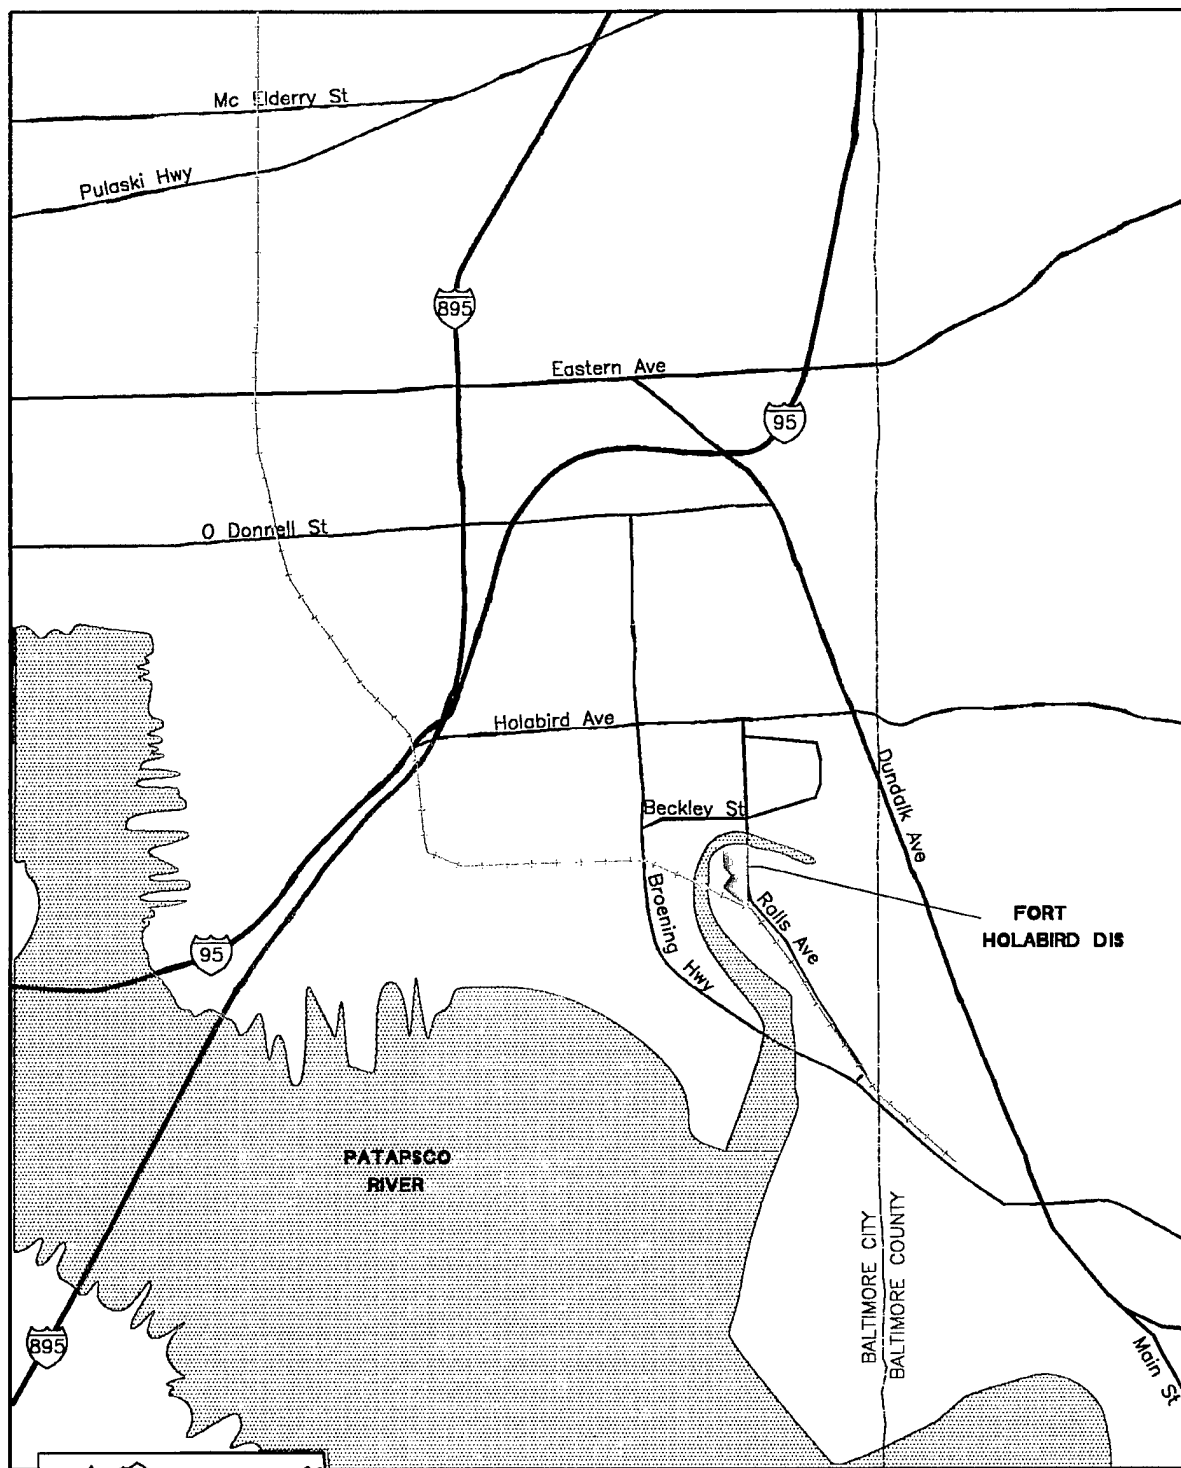 Mc Elderry St
Pulaski Hwy
895
Eastern Ave
95
O Donnell St
Holabird Ave
Dundalk Ave
Beckley St
Broening Hwy
Ralls Ave
FORT
HOLABIRD DIS
95
PATAPSCO
RIVER
BALTIMORE CITY
BALTIMORE COUNTY
895
Main St